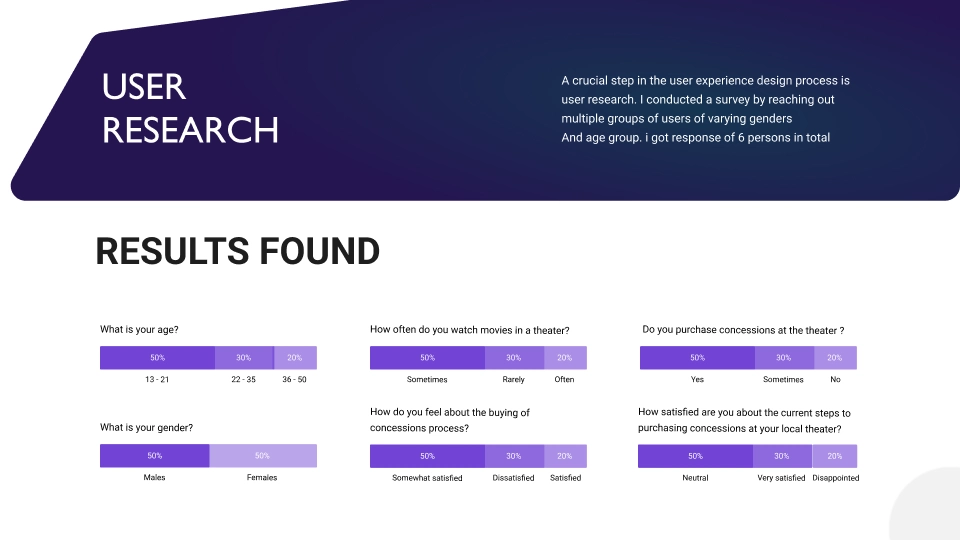 USER
RESEARCH
A crucial step in the user experience design process is
user research. I conducted a survey by reaching out
multiple groups of users of varying genders
And age group. i got response of 6 persons in total
RESULTS FOUND
What is your age?
50% 30% 20%
13 - 21 22 - 35 36 - 50
How often do you watch movies in a theater?
50% 30% 20%
Sometimes Rarely Often
Do you purchase concessions at the theater ?
50% 30% 20%
Yes Sometimes No
What is your gender?
50% 50%
Males Females
How do you feel about the buying of
concessions process?
50% 30% 20%
Somewhat satisfied Dissatisfied Satisfied
How satisfied are you about the current steps to
purchasing concessions at your local theater?
50% 30% 20%
Neutral Very satisfied Disappointed